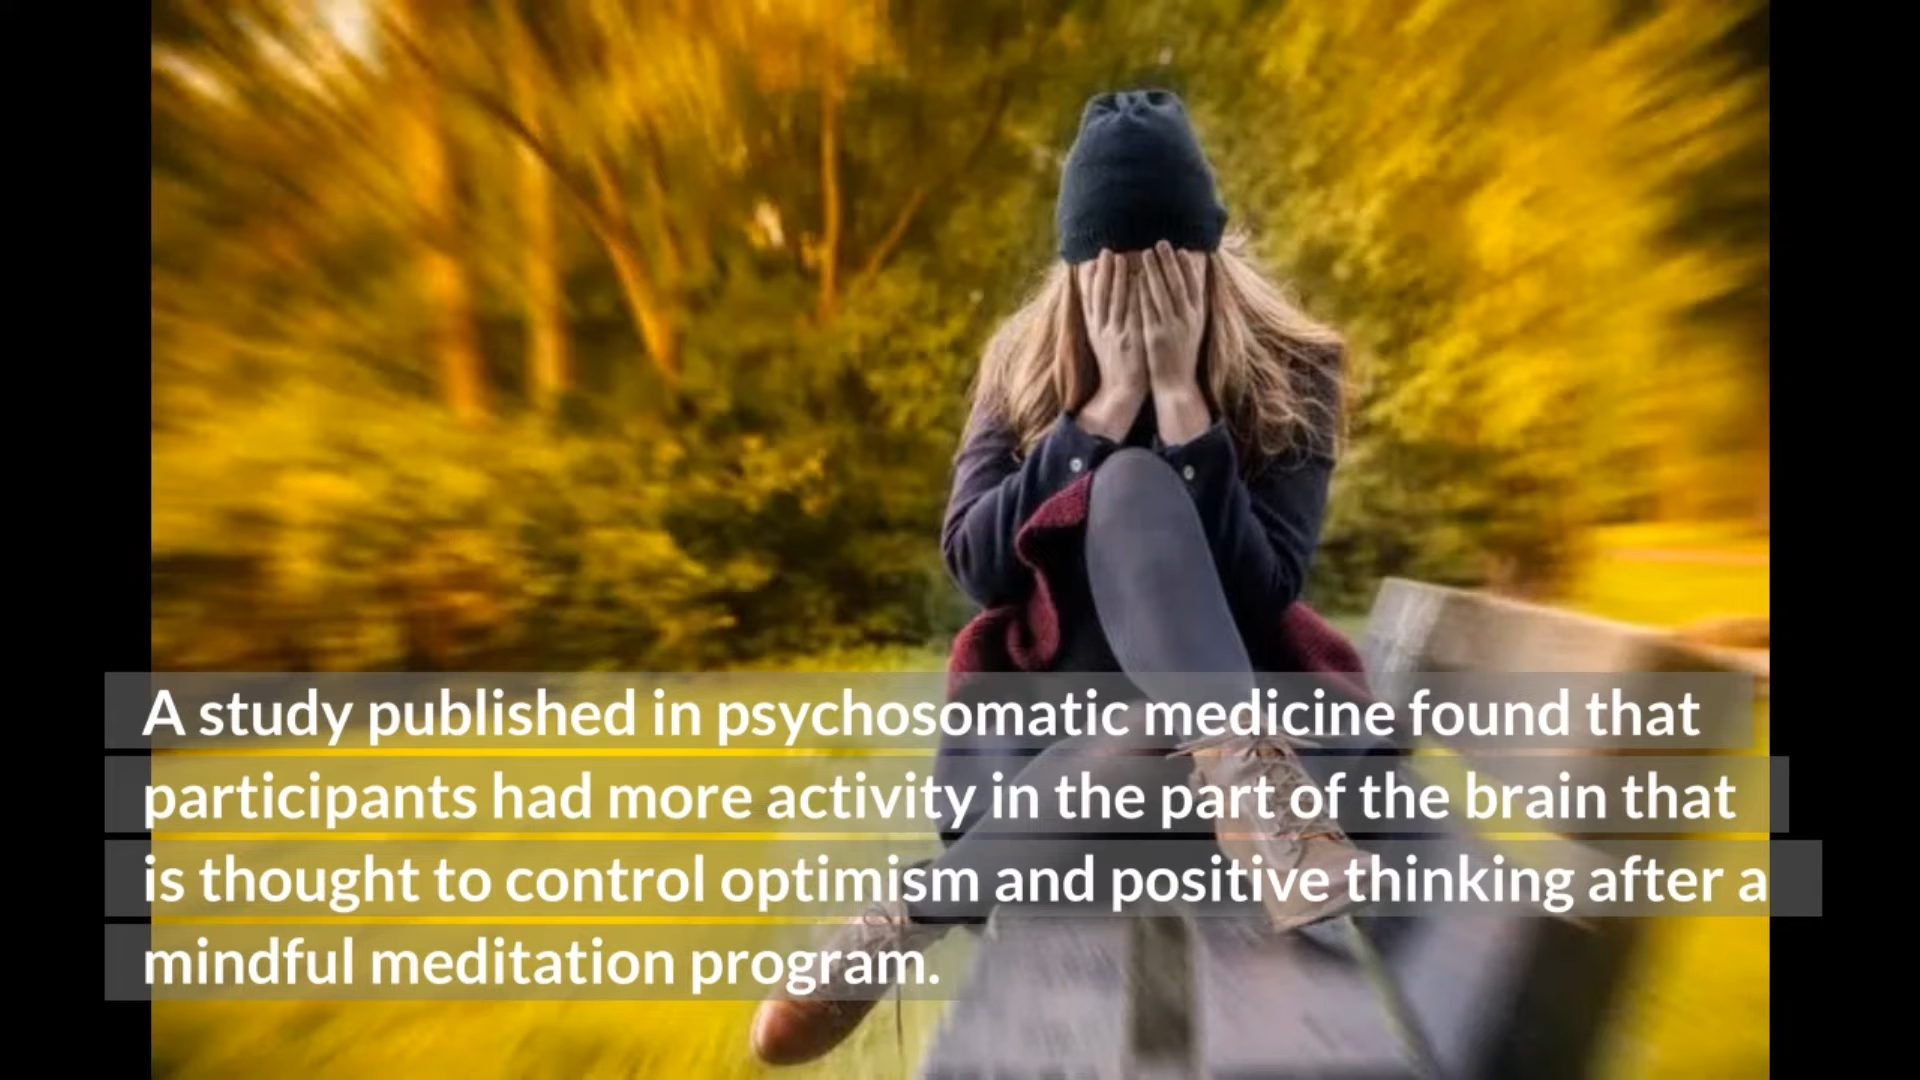 A study published in psychosomatic medicine found that
participants had more activity in the part of the brain that
is thought to control optimism and positive thinking after a
mindful meditation program.